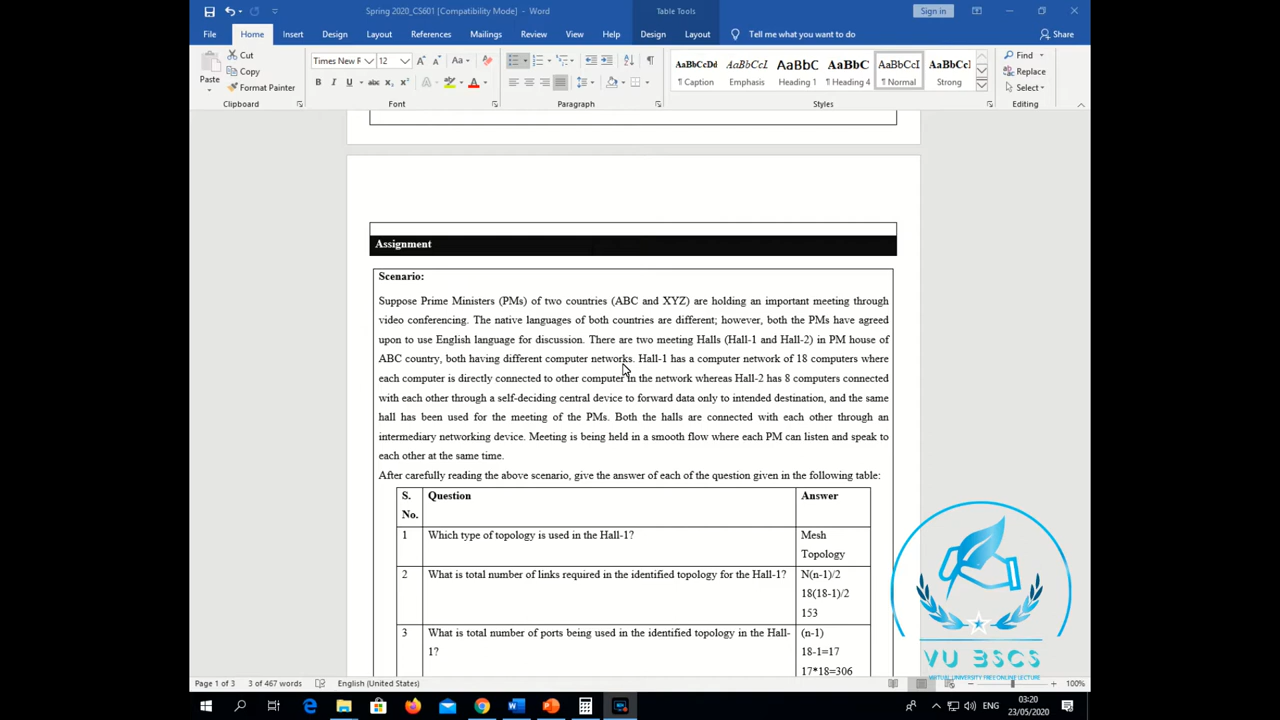 Spring 2020_CS601 [Compatibility Mode] - Word
Table Tools
Sign in
File Home Insert Design Layout References Mailings Review View Help Design Layout Tell me what you want to do Share
Paste
Cut
Copy
Format Painter
Clipboard
Times New R 12
Font
Paragraph
AaBbCcDd AaBbCcL AaBbC AaBbC AaBbCcI AaBbCc
¶ Caption Emphasis Heading 1 ¶ Heading 4 ¶ Normal Strong
Styles
Find
Replace
Select
Editing
Assignment
Scenario:
Suppose Prime Ministers (PMs) of two countries (ABC and XYZ) are holding an important meeting through
video conferencing. The native languages of both countries are different; however, both the PMs have agreed
upon to use English language for discussion. There are two meeting Halls (Hall-1 and Hall-2) in PM house of
ABC country, both having different computer networks. Hall-1 has a computer network of 18 computers where
each computer is directly connected to other computer in the network whereas Hall-2 has 8 computers connected
with each other through a self-deciding central device to forward data only to intended destination, and the same
hall has been used for the meeting of the PMs. Both the halls are connected with each other through an
intermediary networking device. Meeting is being held in a smooth flow where each PM can listen and speak to
each other at the same time.
After carefully reading the above scenario, give the answer of each of the question given in the following table:
S. No. Question Answer
1 Which type of topology is used in the Hall-1? Mesh
Topology
2 What is total number of links required in the identified topology for the Hall-1? N(n-1)/2
18(18-1)/2
153
3 What is total number of ports being used in the identified topology in the Hall- (n-1)
1? 18-1=17
17*18=306
VU BSCS
VIRTUAL UNIVERSITY FREE ONLINE LECTURE
Page 1 of 3 3 of 467 words English (United States) 100%
ENG 03:20
23/05/2020